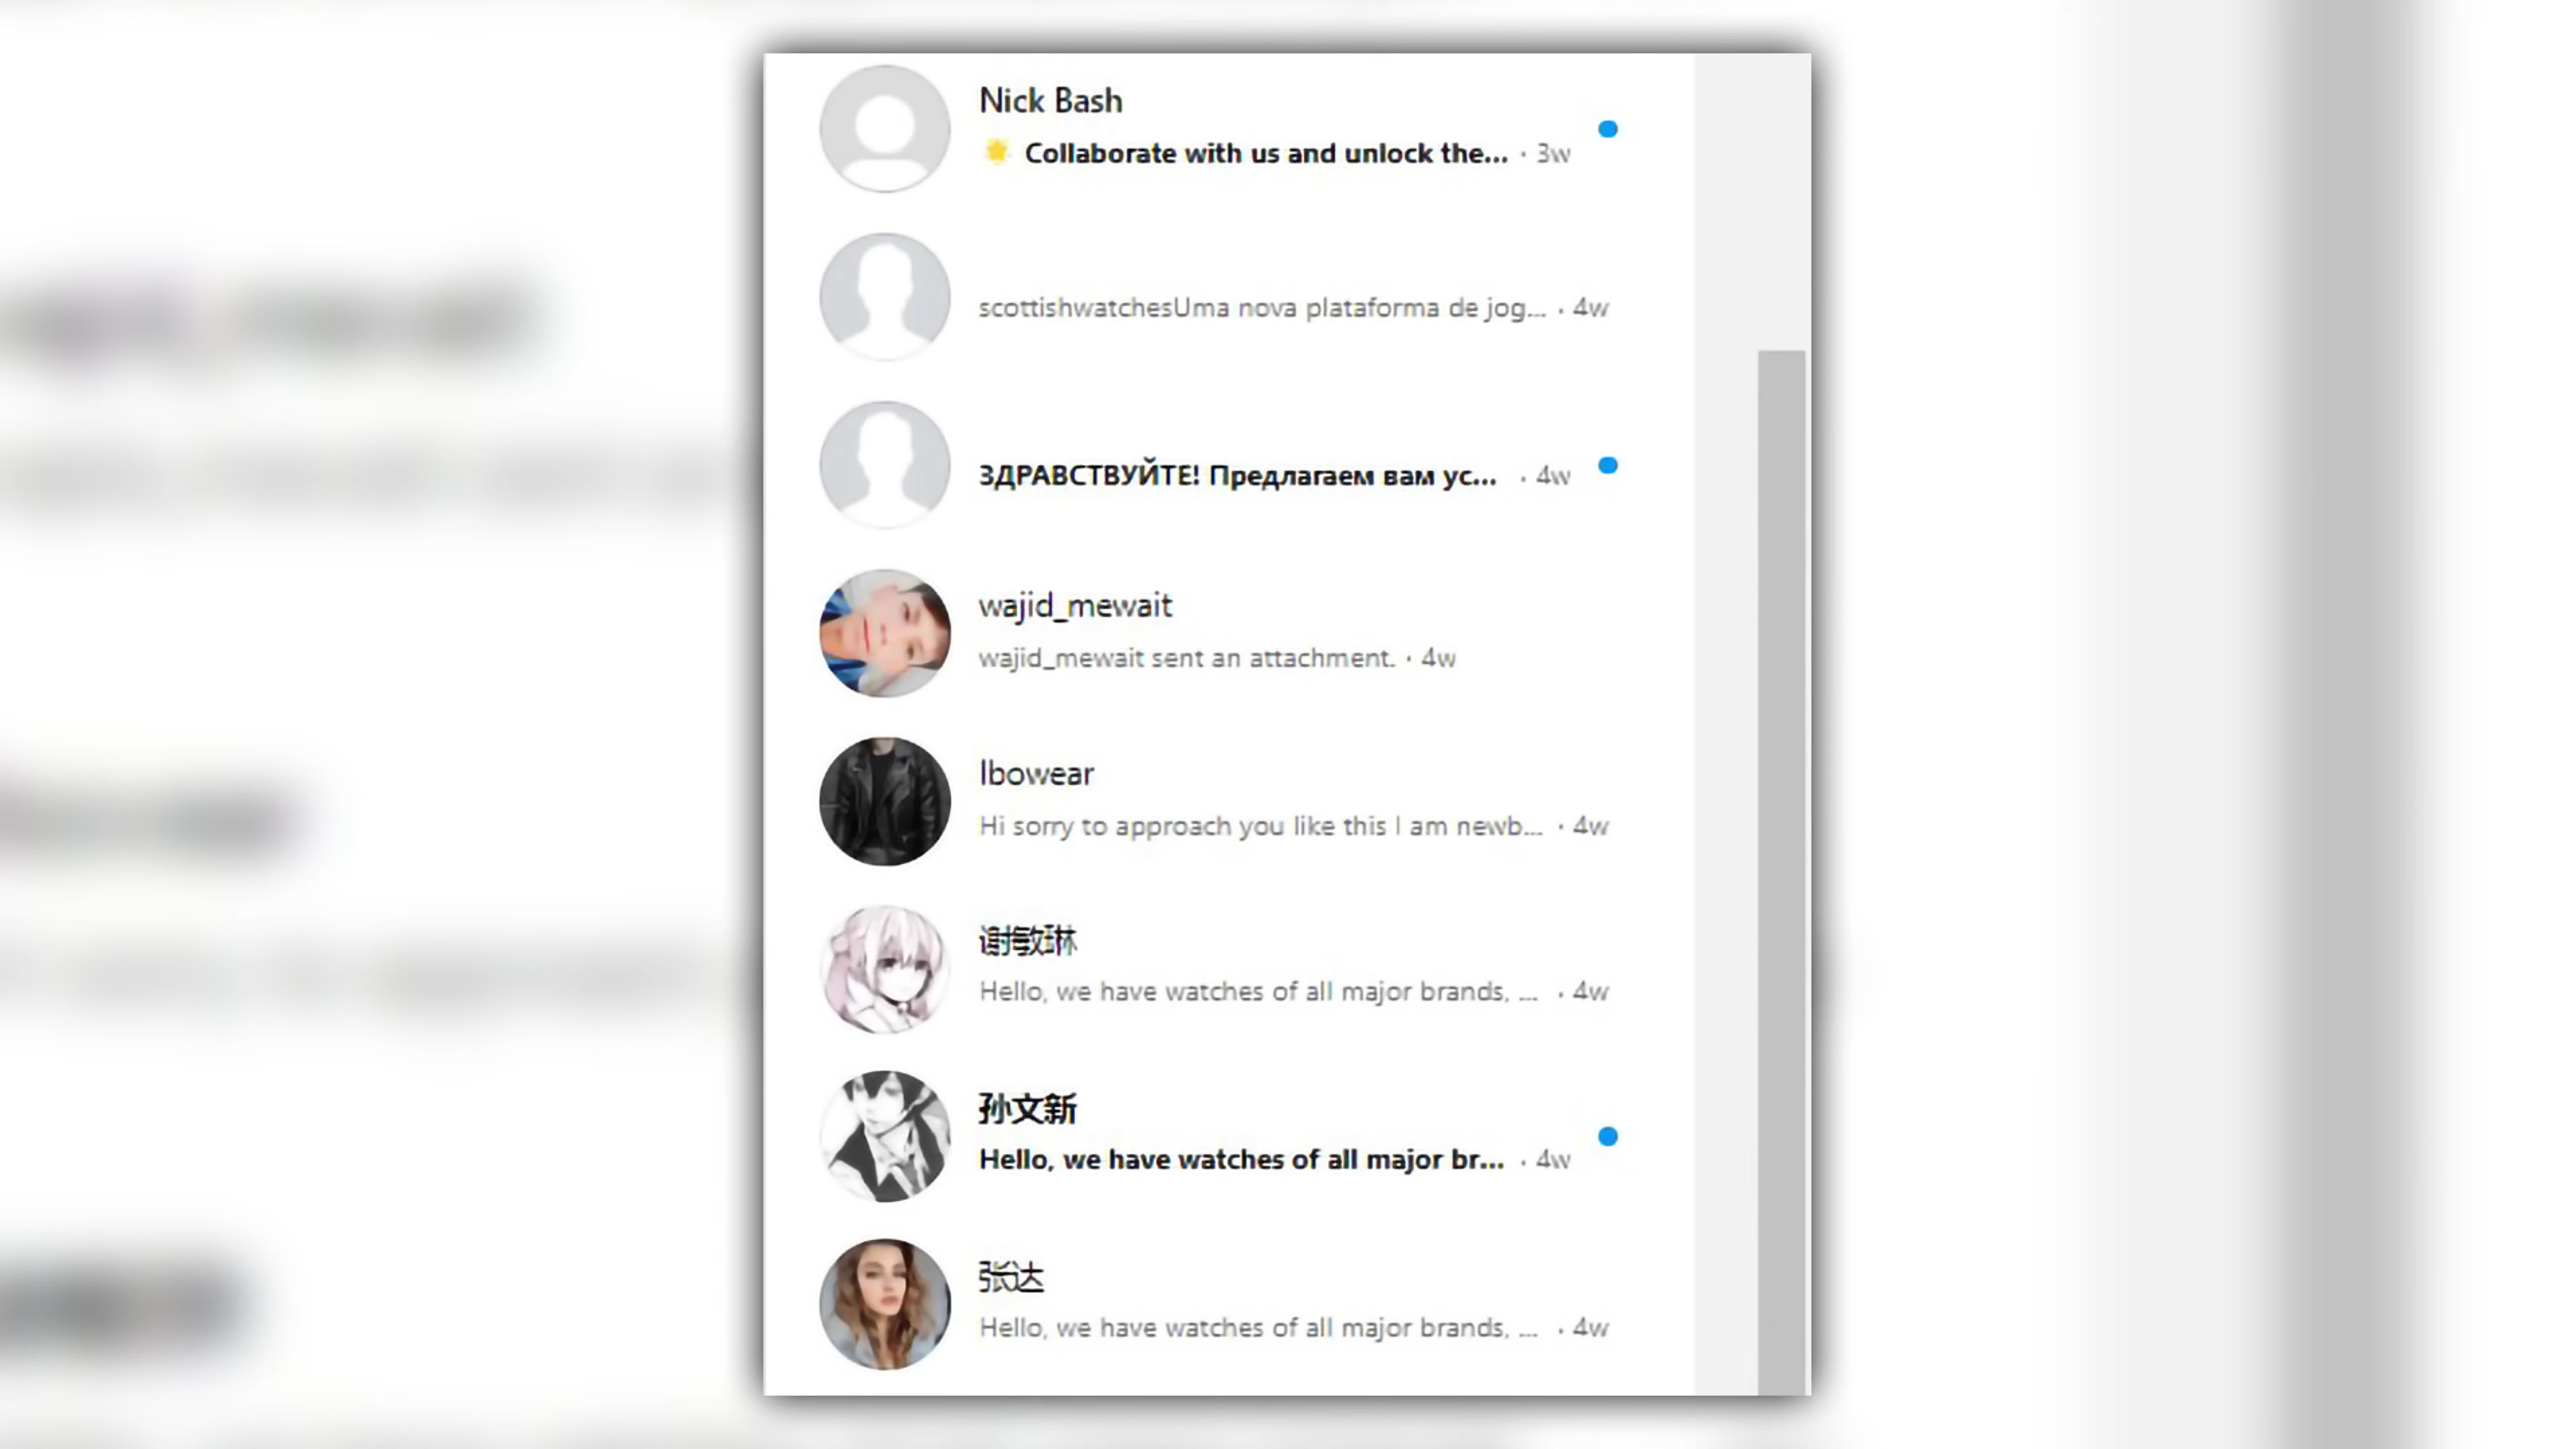 Nick Bash
🌟 Collaborate with us and unlock the... · 3w
scottishwatchesUma nova plataforma de jog... · 4w
ЗДРАВСТВУЙТЕ! Предлагаем вам ус... · 4w
wajid_mewait
wajid_mewait sent an attachment. · 4w
lbowear
Hi sorry to approach you like this I am newb... · 4w
谢敏琳
Hello, we have watches of all major brands, ... · 4w
孙文新
Hello, we have watches of all major br... · 4w
张达
Hello, we have watches of all major brands, ... · 4w